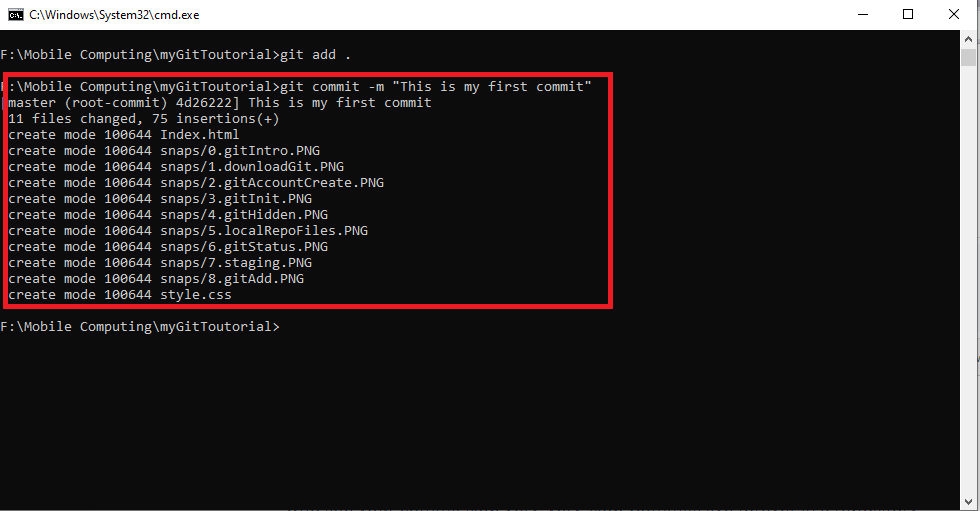 C:\Windows\System32\cmd.exe
F:\Mobile Computing\myGitToutorial>git add .
F:\Mobile Computing\myGitToutorial>git commit -m "This is my first commit"
[master (root-commit) 4d26222] This is my first commit
11 files changed, 75 insertions(+)
create mode 100644 Index.html
create mode 100644 snaps/0.gitIntro.PNG
create mode 100644 snaps/1.downloadGit.PNG
create mode 100644 snaps/2.gitAccountCreate.PNG
create mode 100644 snaps/3.gitInit.PNG
create mode 100644 snaps/4.gitHidden.PNG
create mode 100644 snaps/5.localRepoFiles.PNG
create mode 100644 snaps/6.gitStatus.PNG
create mode 100644 snaps/7.staging.PNG
create mode 100644 snaps/8.gitAdd.PNG
create mode 100644 style.css
F:\Mobile Computing\myGitToutorial>